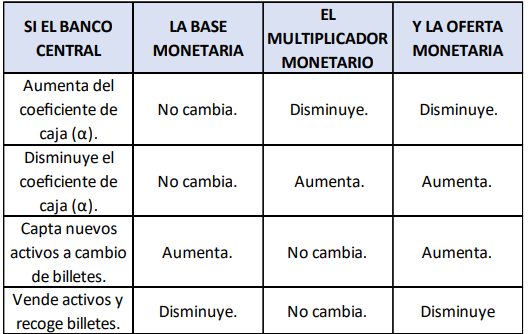 SI EL BANCO
CENTRAL
LA BASE
MONETARIA
EL
MULTIPLICADOR
MONETARIO
Y LA OFERTA
MONETARIA
Aumenta del
coeficiente de
caja (α).
No cambia.
Disminuye.
Disminuye.
Disminuye el
coeficiente de
caja (α).
No cambia.
Aumenta.
Aumenta.
Capta nuevos
activos a cambio
de billetes.
Aumenta.
No cambia.
Aumenta.
Vende activos y
recoge billetes.
Disminuye.
No cambia.
Disminuye